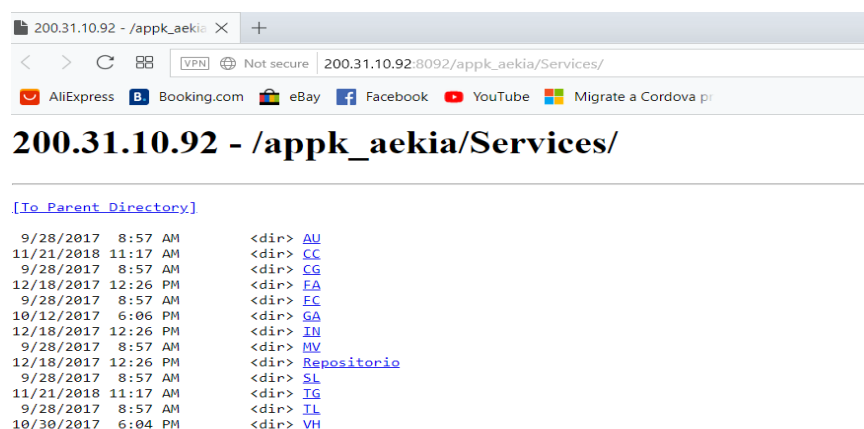 200.31.10.92 - /appk_aekia
VPN Not secure 200.31.10.92:8092/appk_aekia/Services/
AliExpress B. Booking.com eBay Facebook YouTube Migrate a Cordova pr
200.31.10.92 - /appk_aekia/Services/
[To Parent Directory]
9/28/2017 8:57 AM <dir> AU
11/21/2018 11:17 AM <dir> CC
9/28/2017 8:57 AM <dir> CG
12/18/2017 12:26 PM <dir> FA
9/28/2017 8:57 AM <dir> FC
10/12/2017 6:06 PM <dir> GA
12/18/2017 12:26 PM <dir> IN
9/28/2017 8:57 AM <dir> MV
12/18/2017 12:26 PM <dir> Repositorio
9/28/2017 8:57 AM <dir> SL
11/21/2018 11:17 AM <dir> TG
9/28/2017 8:57 AM <dir> TL
10/30/2017 6:04 PM <dir> VH